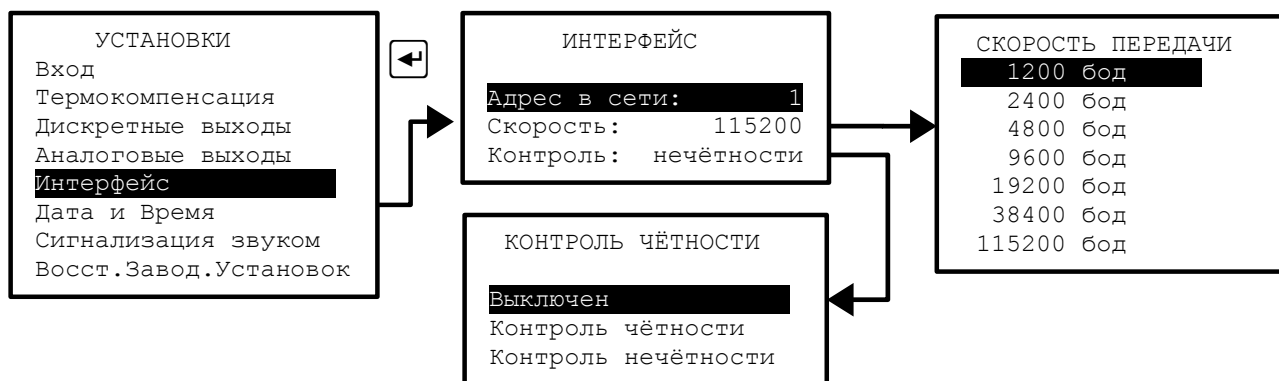 УСТАНОВКИ
Вход
Термокомпенсация
Дискретные выходы
Аналоговые выходы
Интерфейс
Дата и Время
Сигнализация звуком
Восст.Завод.Установок
ИНТЕРФЕЙС
Адрес в сети: 1
Скорость: 115200
Контроль: нечётности
КОНТРОЛЬ ЧЁТНОСТИ
Выключен
Контроль чётности
Контроль нечётности
СКОРОСТЬ ПЕРЕДАЧИ
1200 бод
2400 бод
4800 бод
9600 бод
19200 бод
38400 бод
115200 бод